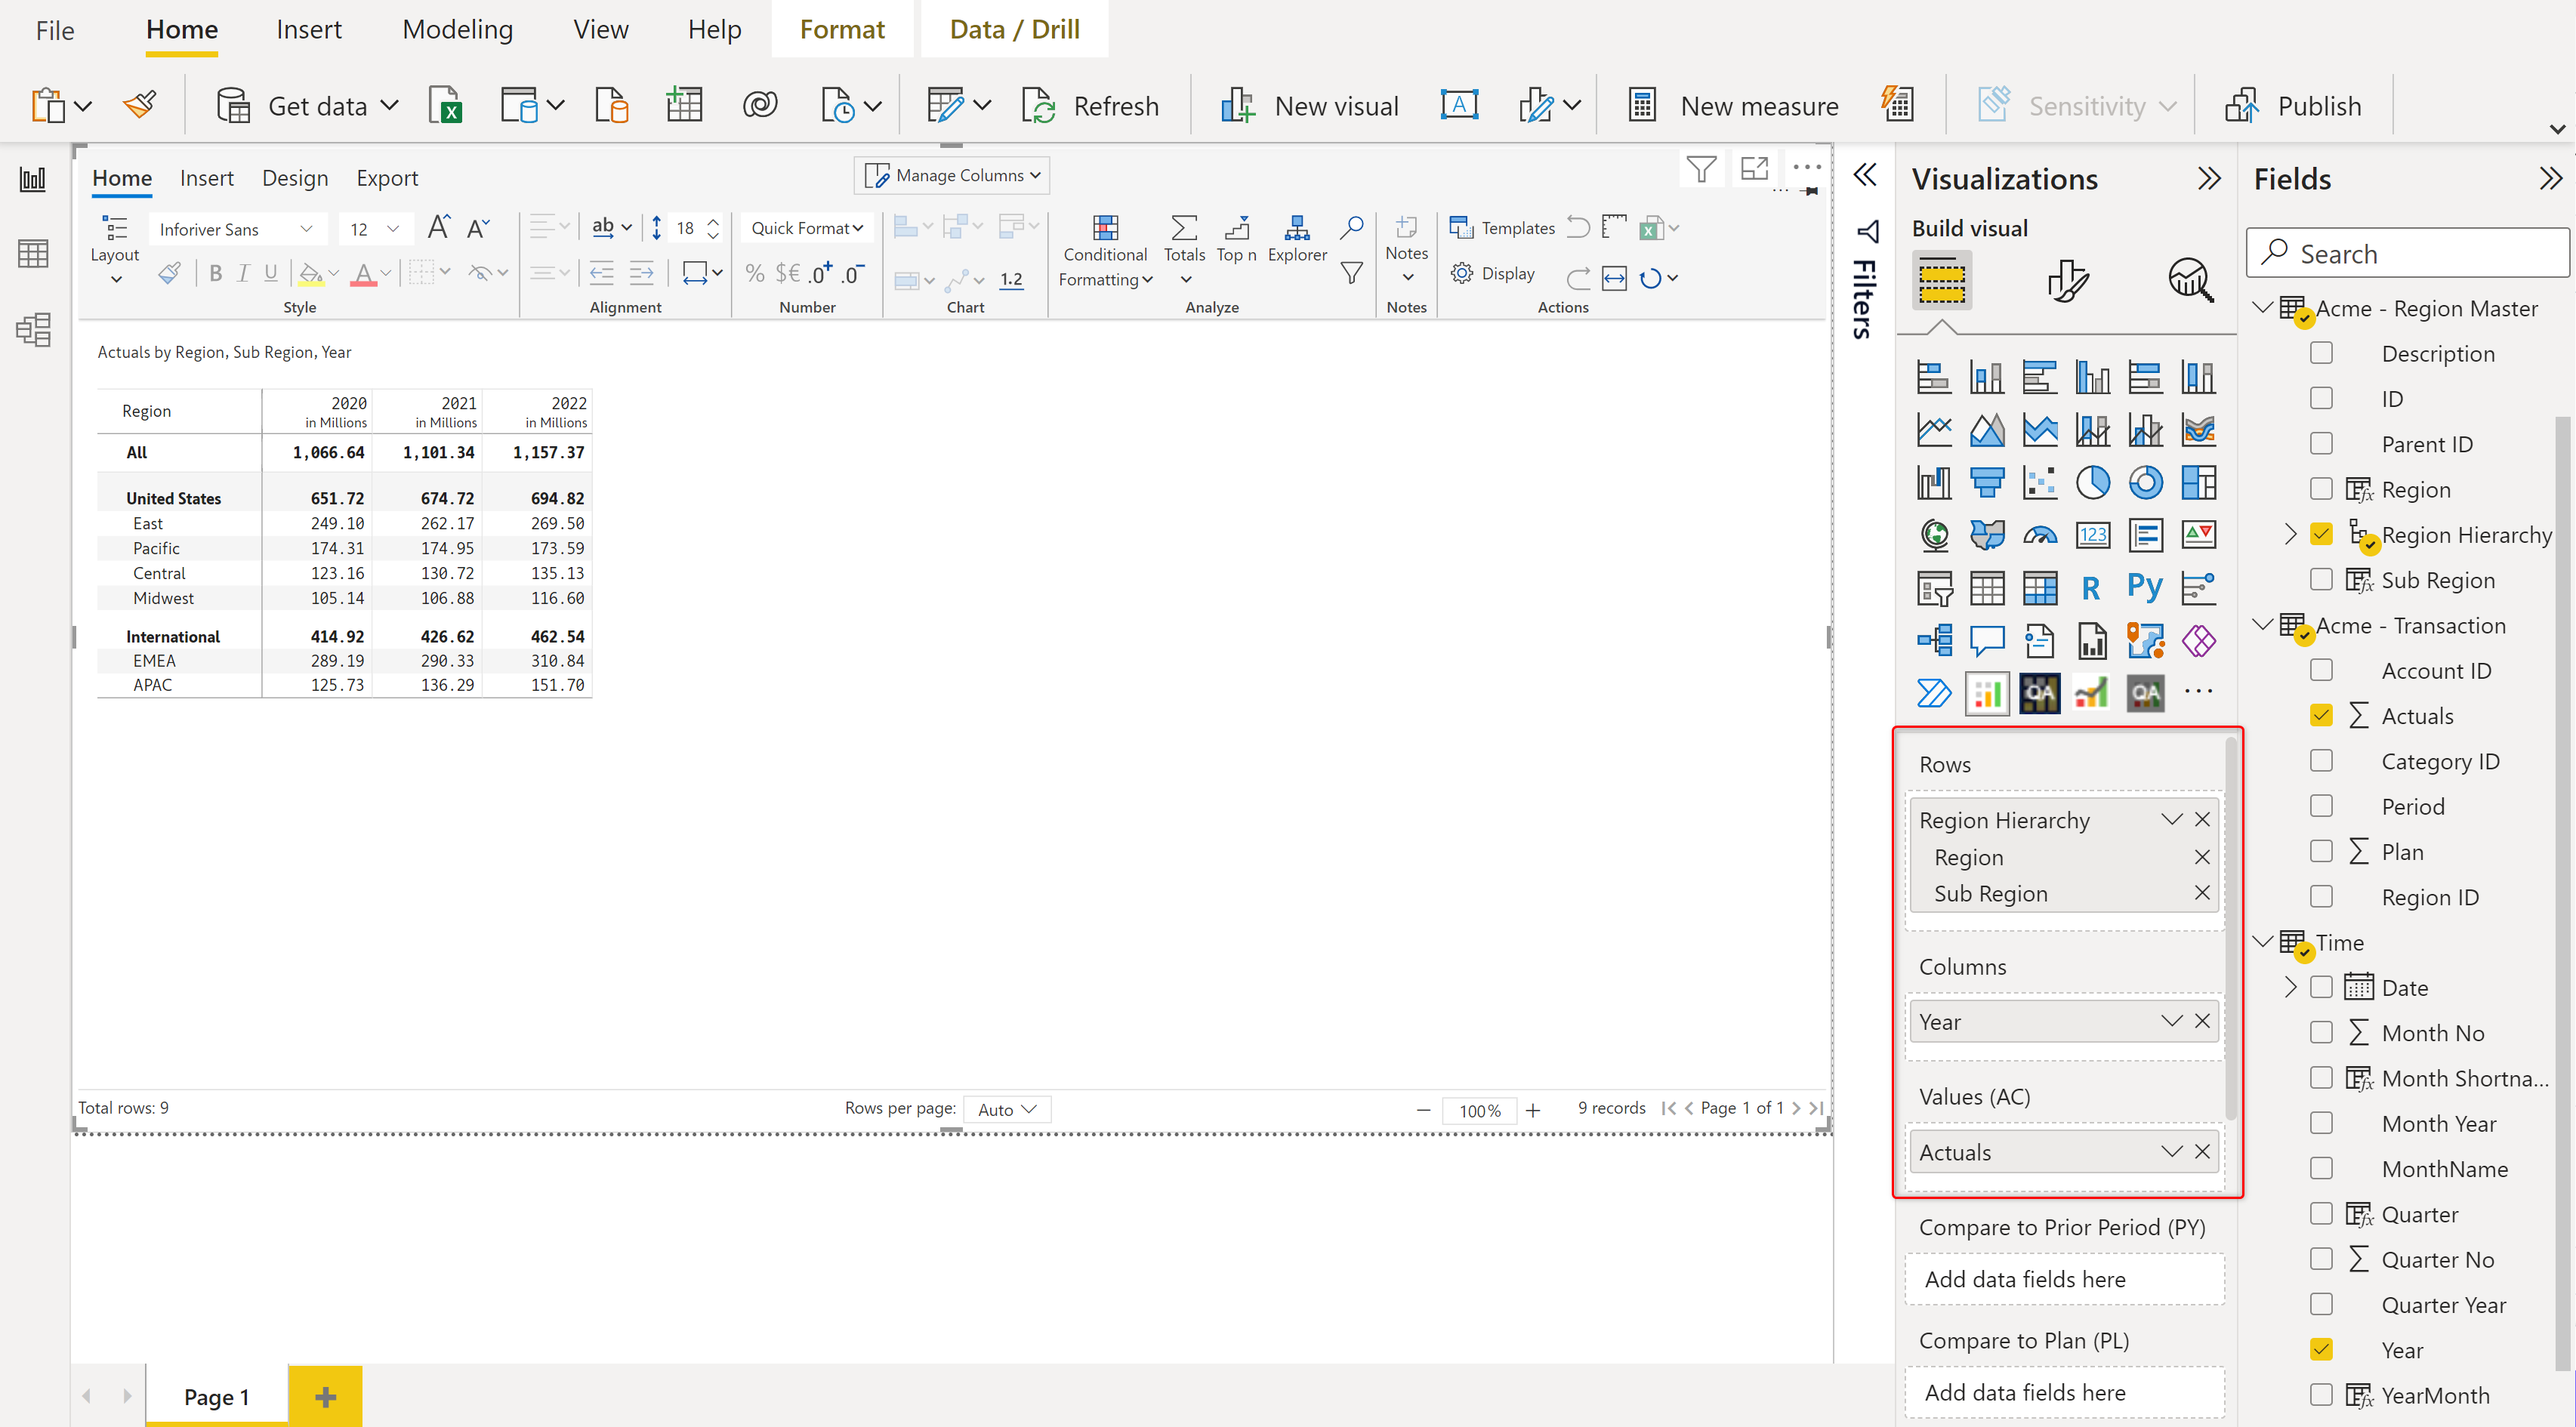 File Home Insert Modeling View Help Format Data / Drill
Get data Refresh New visual New measure Sensitivity Publish
Home Insert Design Export Manage Columns
Layout Inforiver Sans 12 ab 18 Quick Format
B I U A % $€ .0+ .0- 1.2
Conditional Formatting Totals Top n Explorer Notes Templates Display
Style Alignment Number Chart Analyze Notes Actions
Actuals by Region, Sub Region, Year
Region 2020 2021 2022
in Millions in Millions in Millions
All 1,066.64 1,101.34 1,157.37
United States 651.72 674.72 694.82
East 249.10 262.17 269.50
Pacific 174.31 174.95 173.59
Central 123.16 130.72 135.13
Midwest 105.14 106.88 116.60
International 414.92 426.62 462.54
EMEA 289.19 290.33 310.84
APAC 125.73 136.29 151.70
Total rows: 9 Rows per page: Auto 100% 9 records Page 1 of 1
Page 1
Filters
Visualizations
Build visual
123
R Py
QA QA
Rows
Region Hierarchy
Region
Sub Region
Columns
Year
Values (AC)
Actuals
Compare to Prior Period (PY)
Add data fields here
Compare to Plan (PL)
Add data fields here
Fields
Search
Acme - Region Master
Description
ID
Parent ID
Region
Region Hierarchy
Sub Region
Acme - Transaction
Account ID
Actuals
Category ID
Period
Plan
Region ID
Time
Date
Month No
Month Shortna...
Month Year
MonthName
Quarter
Quarter No
Quarter Year
Year
YearMonth